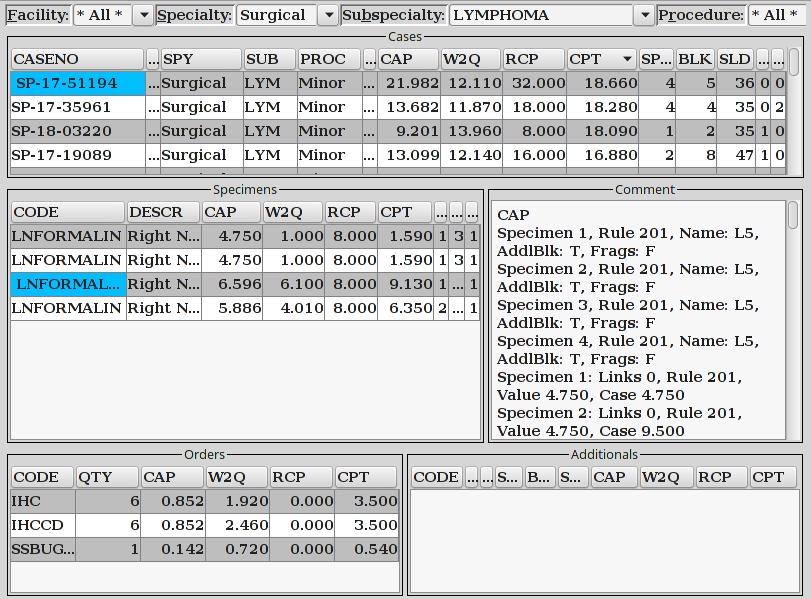 Facility: * All * Specialty: Surgical Subspecialty: LYMPHOMA Procedure: * All *
Cases
CASENO ... SPY SUB PROC ... CAP W2Q RCP CPT SP... BLK SLD ... ...
SP-17-51194 ... Surgical LYM Minor ... 21.982 12.110 32.000 18.660 4 5 36 0 0
SP-17-35961 ... Surgical LYM Minor ... 13.682 11.870 18.000 18.280 4 4 35 0 2
SP-18-03220 ... Surgical LYM Minor ... 9.201 13.960 8.000 18.090 1 2 35 1 0
SP-17-19089 ... Surgical LYM Minor ... 13.099 12.140 16.000 16.880 2 8 47 1 0
Specimens
CODE DESCR CAP W2Q RCP CPT ... ... ...
LNFORMALIN Right N... 4.750 1.000 8.000 1.590 1 3 1
LNFORMALIN Right N... 4.750 1.000 8.000 1.590 1 3 1
LNFORMAL... Right N... 6.596 6.100 8.000 9.130 1 ... 1
LNFORMALIN Right N... 5.886 4.010 8.000 6.350 2 ... 1
Comment
CAP
Specimen 1, Rule 201, Name: L5,
AddlBlk: T, Frags: F
Specimen 2, Rule 201, Name: L5,
AddlBlk: T, Frags: F
Specimen 3, Rule 201, Name: L5,
AddlBlk: T, Frags: F
Specimen 4, Rule 201, Name: L5,
AddlBlk: T, Frags: F
Specimen 1: Links 0, Rule 201,
Value 4.750, Case 4.750
Specimen 2: Links 0, Rule 201,
Value 4.750, Case 9.500
Orders
CODE QTY CAP W2Q RCP CPT
IHC 6 0.852 1.920 0.000 3.500
IHCCD 6 0.852 2.460 0.000 3.500
SSBUG... 1 0.142 0.720 0.000 0.540
Additionals
CODE ... ... S... B... S... CAP W2Q RCP CPT